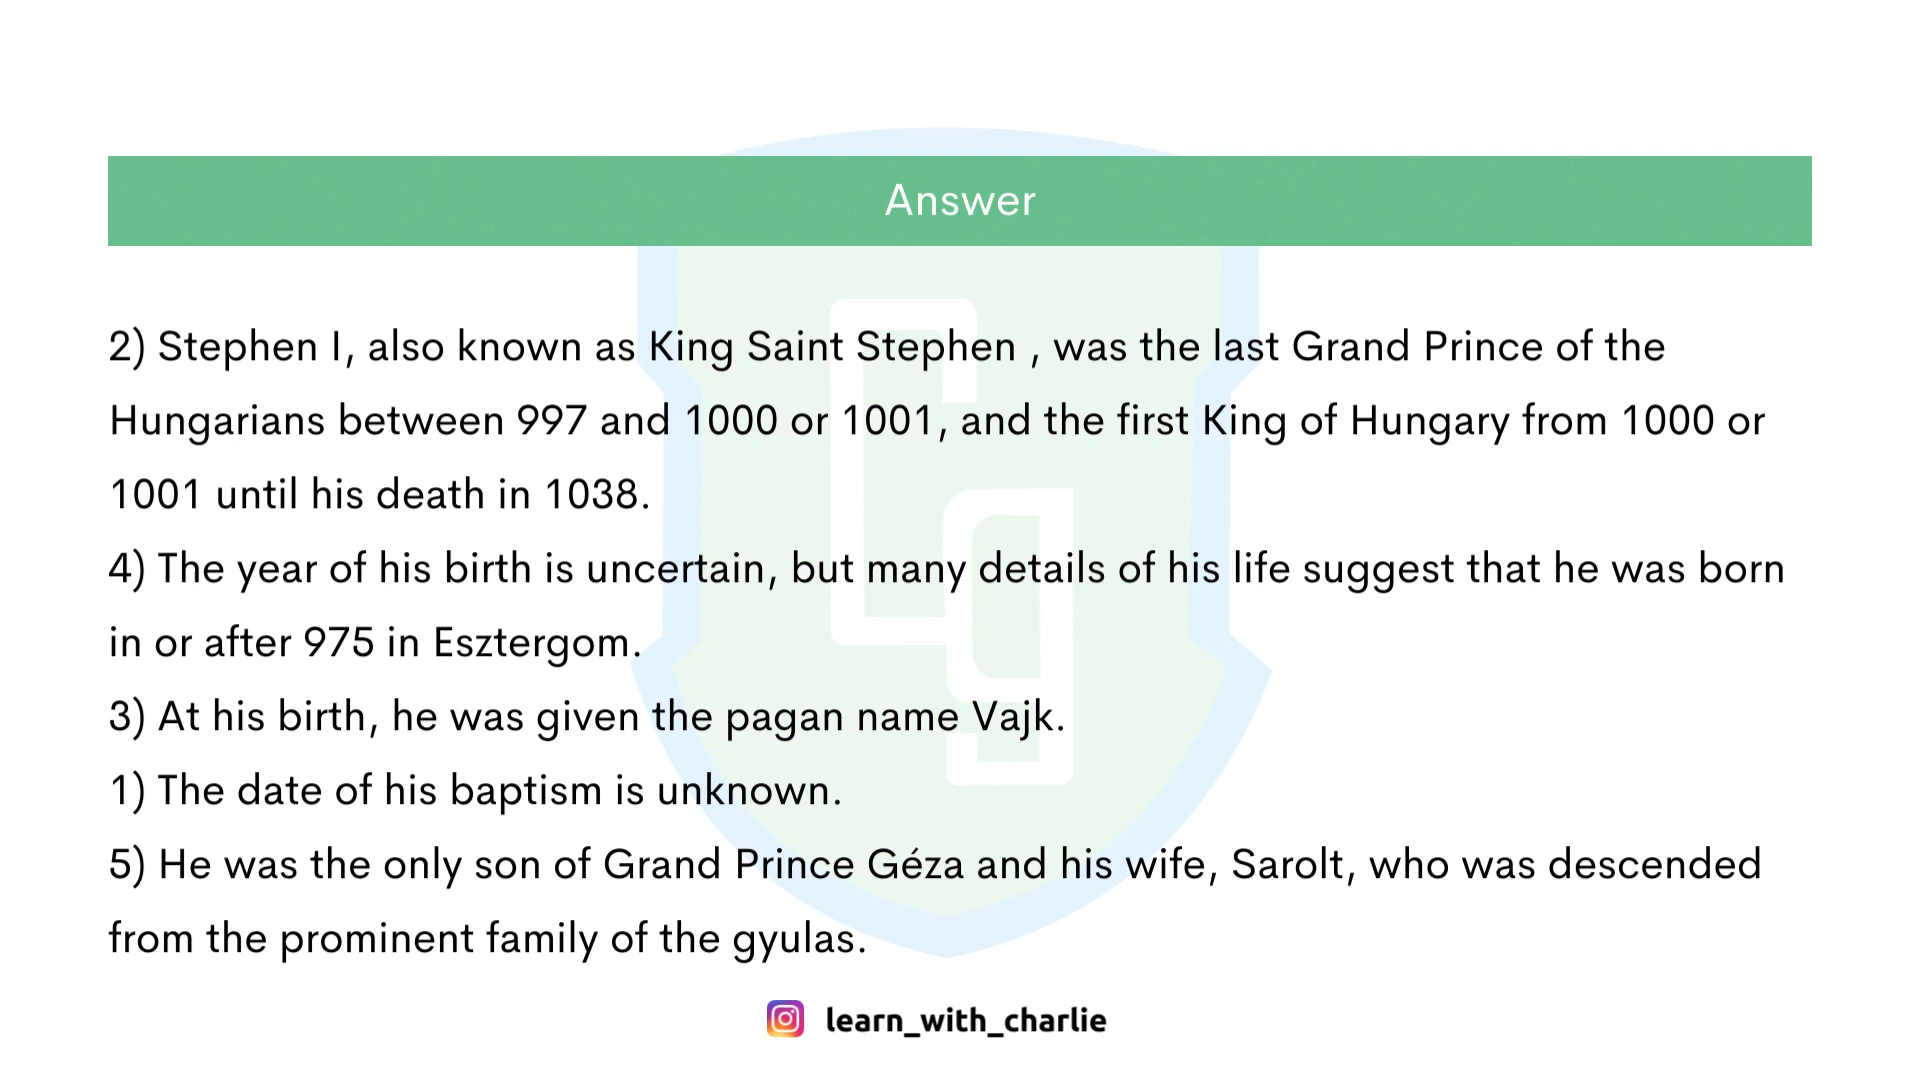 Answer
2) Stephen I, also known as King Saint Stephen , was the last Grand Prince of the
Hungarians between 997 and 1000 or 1001, and the first King of Hungary from 1000 or
1001 until his death in 1038.
4) The year of his birth is uncertain, but many details of his life suggest that he was born
in or after 975 in Esztergom.
3) At his birth, he was given the pagan name Vajk.
1) The date of his baptism is unknown.
5) He was the only son of Grand Prince Géza and his wife, Sarolt, who was descended
from the prominent family of the gyulas.
learn_with_charlie